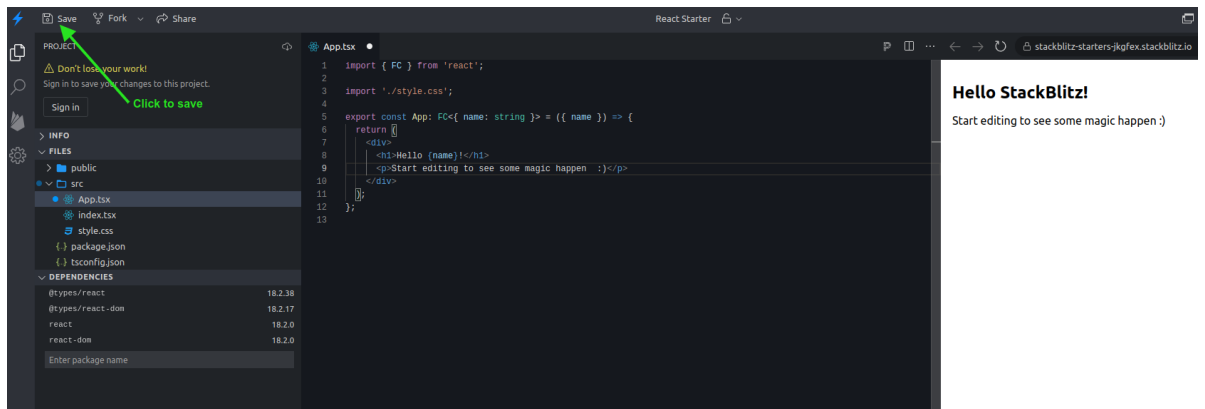 Save Fork Share
React Starter
PROJECT
Don't lose your work!
Sign in to save your changes to this project.
Sign in
Click to save
INFO
FILES
public
src
App.tsx
index.tsx
style.css
{..} package.json
{..} tsconfig.json
DEPENDENCIES
@types/react 18.2.38
@types/react-dom 18.2.17
react 18.2.0
react-dom 18.2.0
Enter package name
App.tsx
1 import { FC } from 'react';
2
3 import './style.css';
4
5 export const App: FC<{ name: string }> = ({ name }) => {
6 return (
7 <div>
8 <h1>Hello {name}!</h1>
9 <p>Start editing to see some magic happen  :)</p>
10 </div>
11 );
12 };
13
stackblitz-starters-jkgfex.stackblitz.io
Hello StackBlitz!
Start editing to see some magic happen :)